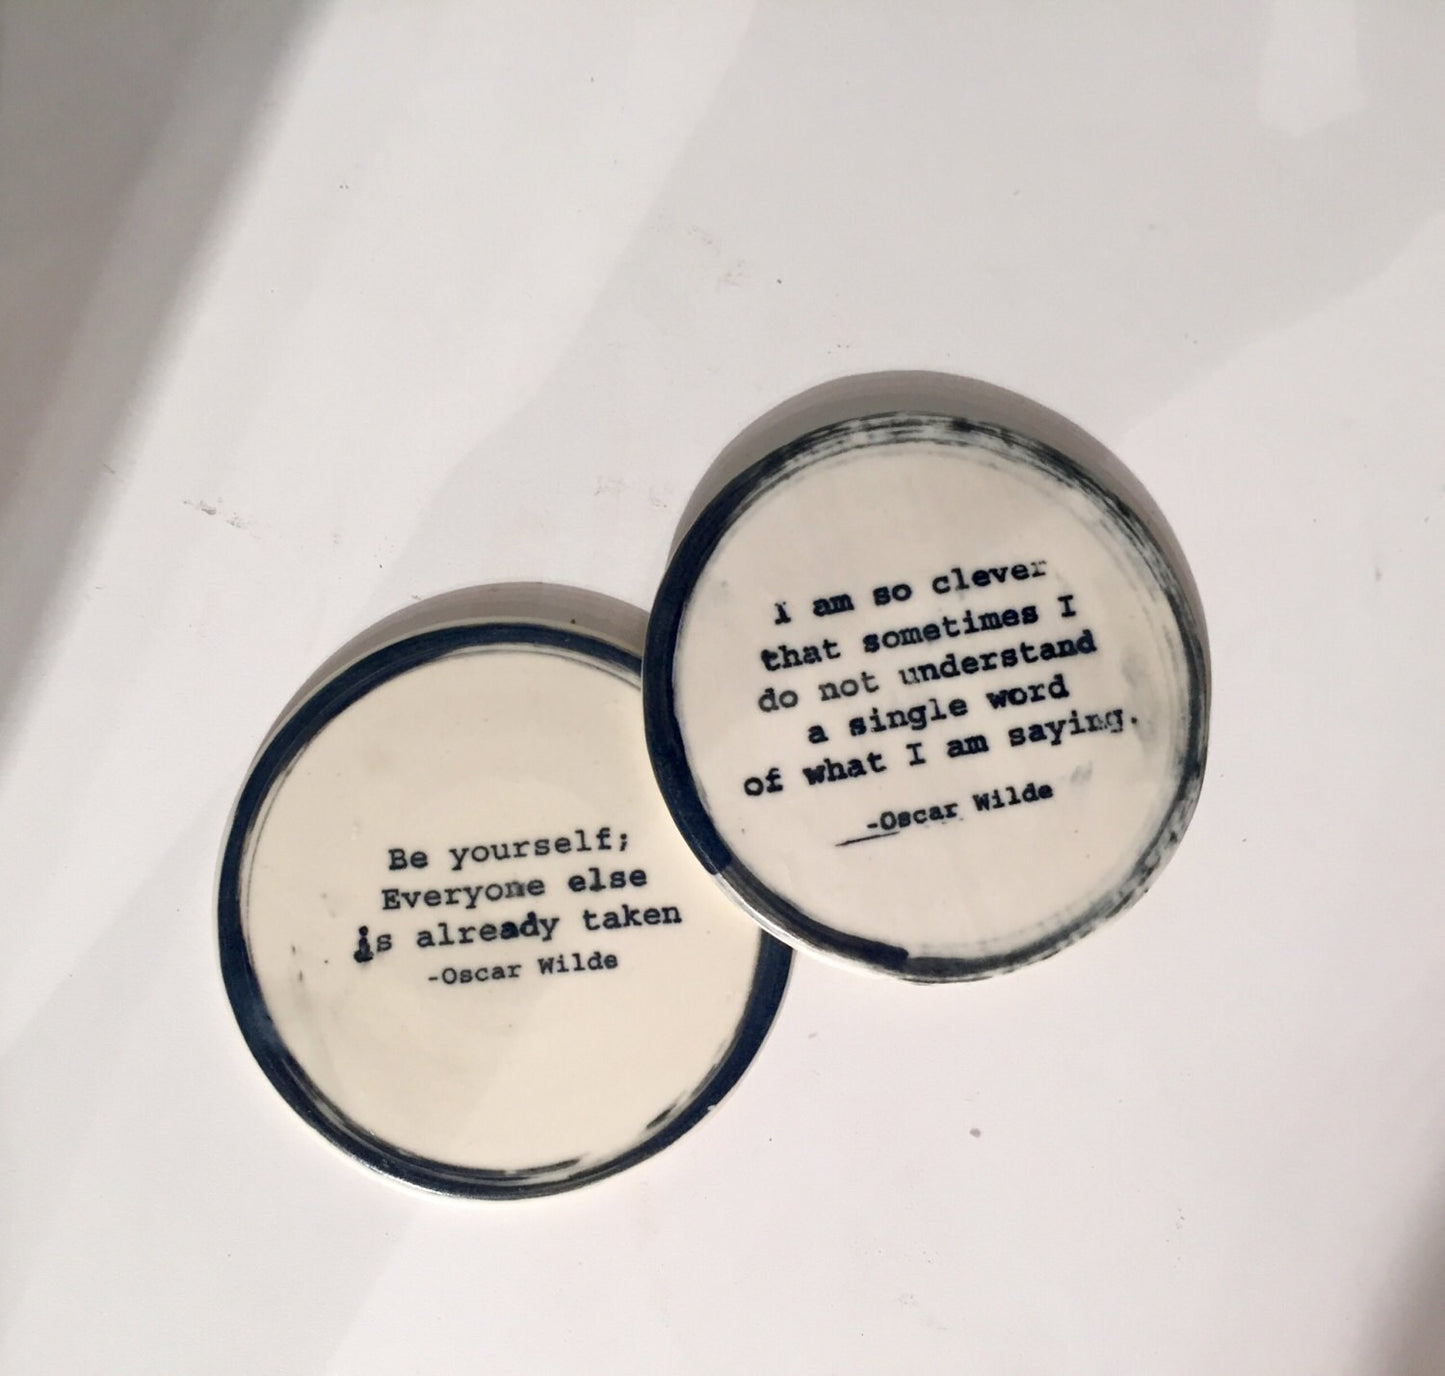 I am so clever
that sometimes I
do not understand
a single word
of what I am saying.
-Oscar Wilde
Be yourself;
Everyone else
is already taken
-Oscar Wilde